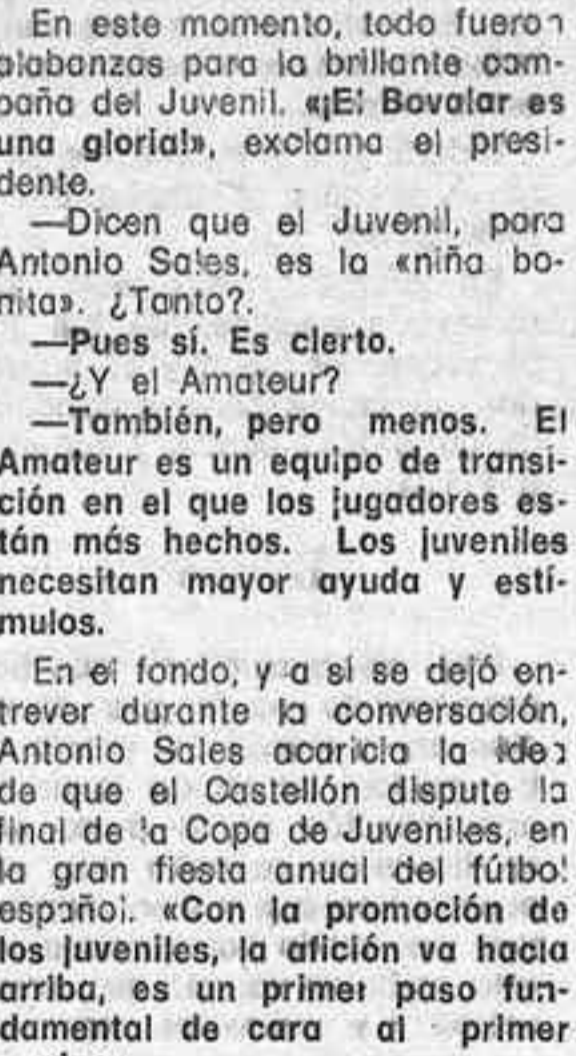 En este momento, todo fueron
alabanzas para la brillante cam-
paña del Juvenil. «¡El Bovalar es
una gloria!», exclama el presi-
dente.
—Dicen que el Juvenil, para
Antonio Sales, es la «niña bo-
nita». ¿Tanto?.
—Pues sí. Es cierto.
—¿Y el Amateur?
—También, pero menos. El
Amateur es un equipo de transi-
ción en el que los jugadores es-
tán más hechos. Los juveniles
necesitan mayor ayuda y estí-
mulos.
En el fondo, y a sí se dejó en-
trever durante la conversación,
Antonio Sales acaricia la idea
de que el Castellón dispute la
final de la Copa de Juveniles, en
la gran fiesta anual del fútbol
español. «Con la promoción de
los juveniles, la afición va hacia
arriba, es un primer paso fun-
damental de cara al primer